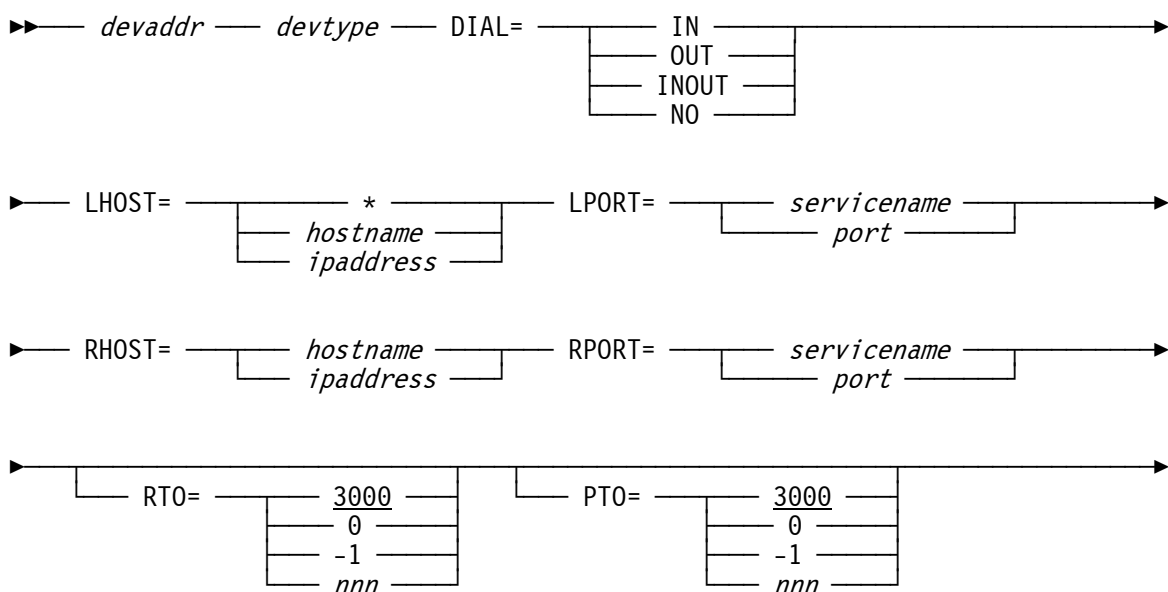 devaddr devtype DIAL= IN
OUT
INOUT
NO
LHOST= * LPORT= servicename
hostname port
ipaddress
RHOST= hostname RPORT= servicename
ipaddress port
RTO= 3000 PTO= 3000
0 0
-1 -1
nnn nnn